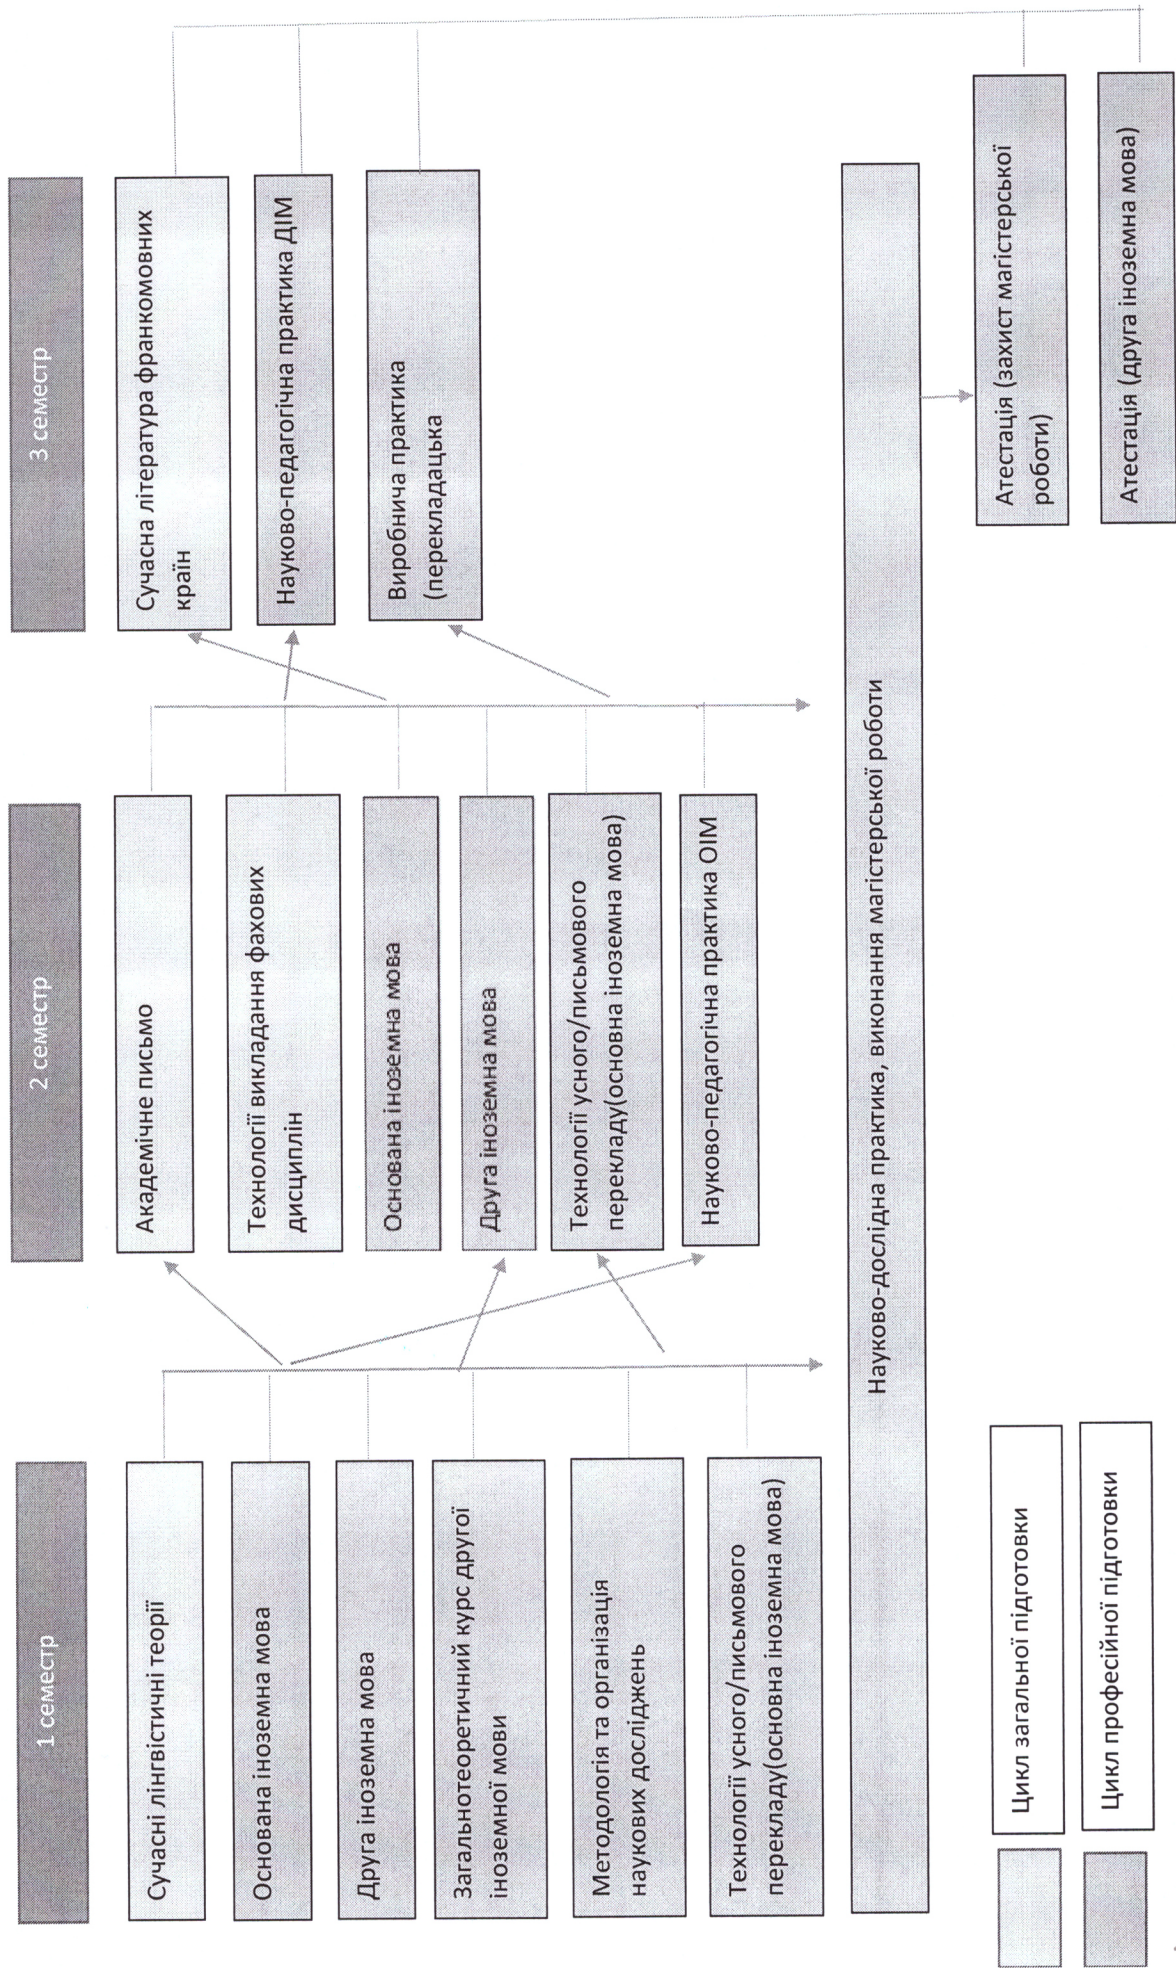 1 семестр
Сучасні лінгвістичні теорії
Основана іноземна мова
Друга іноземна мова
Загальнотеоретичний курс другої
іноземної мови
Методологія та організація
наукових досліджень
Технології усного/письмового
перекладу(основна іноземна мова)
2 семестр
Академічне письмо
Технології викладання фахових
дисциплін
Основана іноземна мова
Друга іноземна мова
Технології усного/письмового
перекладу(основна іноземна мова)
Науково-педагогічна практика ОІМ
3 семестр
Сучасна література франкомовних
країн
Науково-педагогічна практика ДІМ
Виробнича практика
(перекладацька
Науково-дослідна практика, виконання магістерської роботи
Атестація (захист магістерської
роботи)
Атестація (друга іноземна мова)
Цикл загальної підготовки
Цикл професійної підготовки